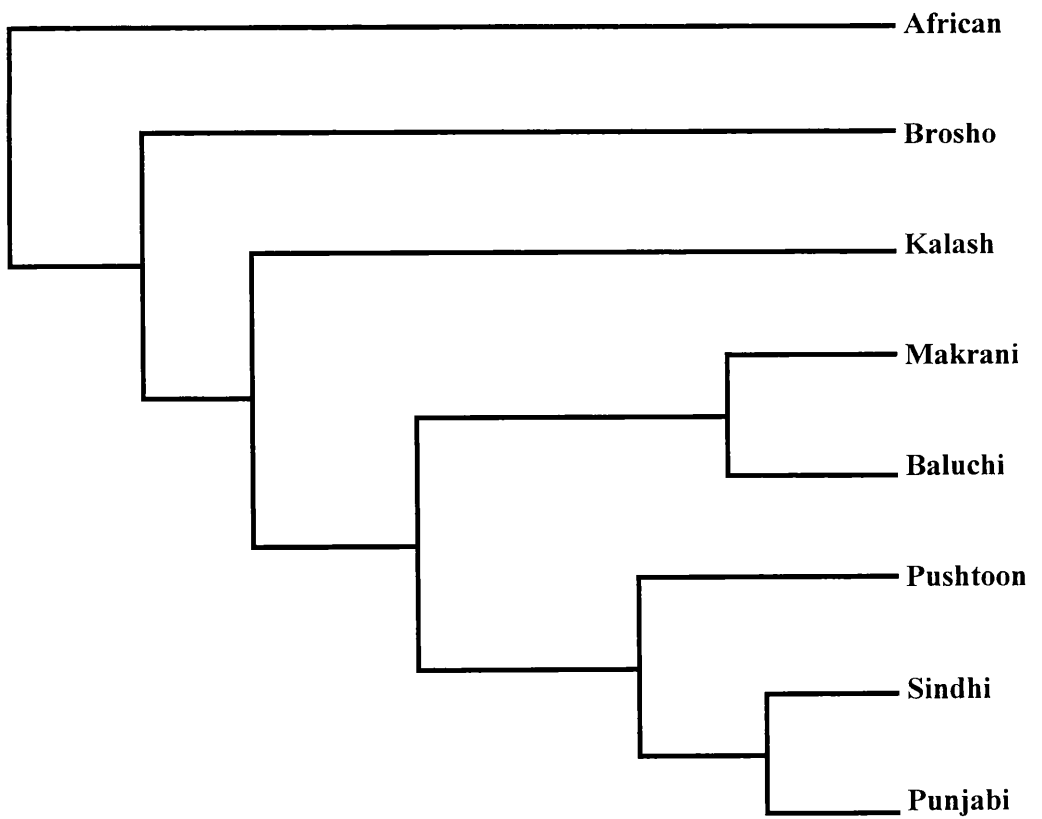 African
Brosho
Kalash
Makrani
Baluchi
Pushtoon
Sindhi
Punjabi